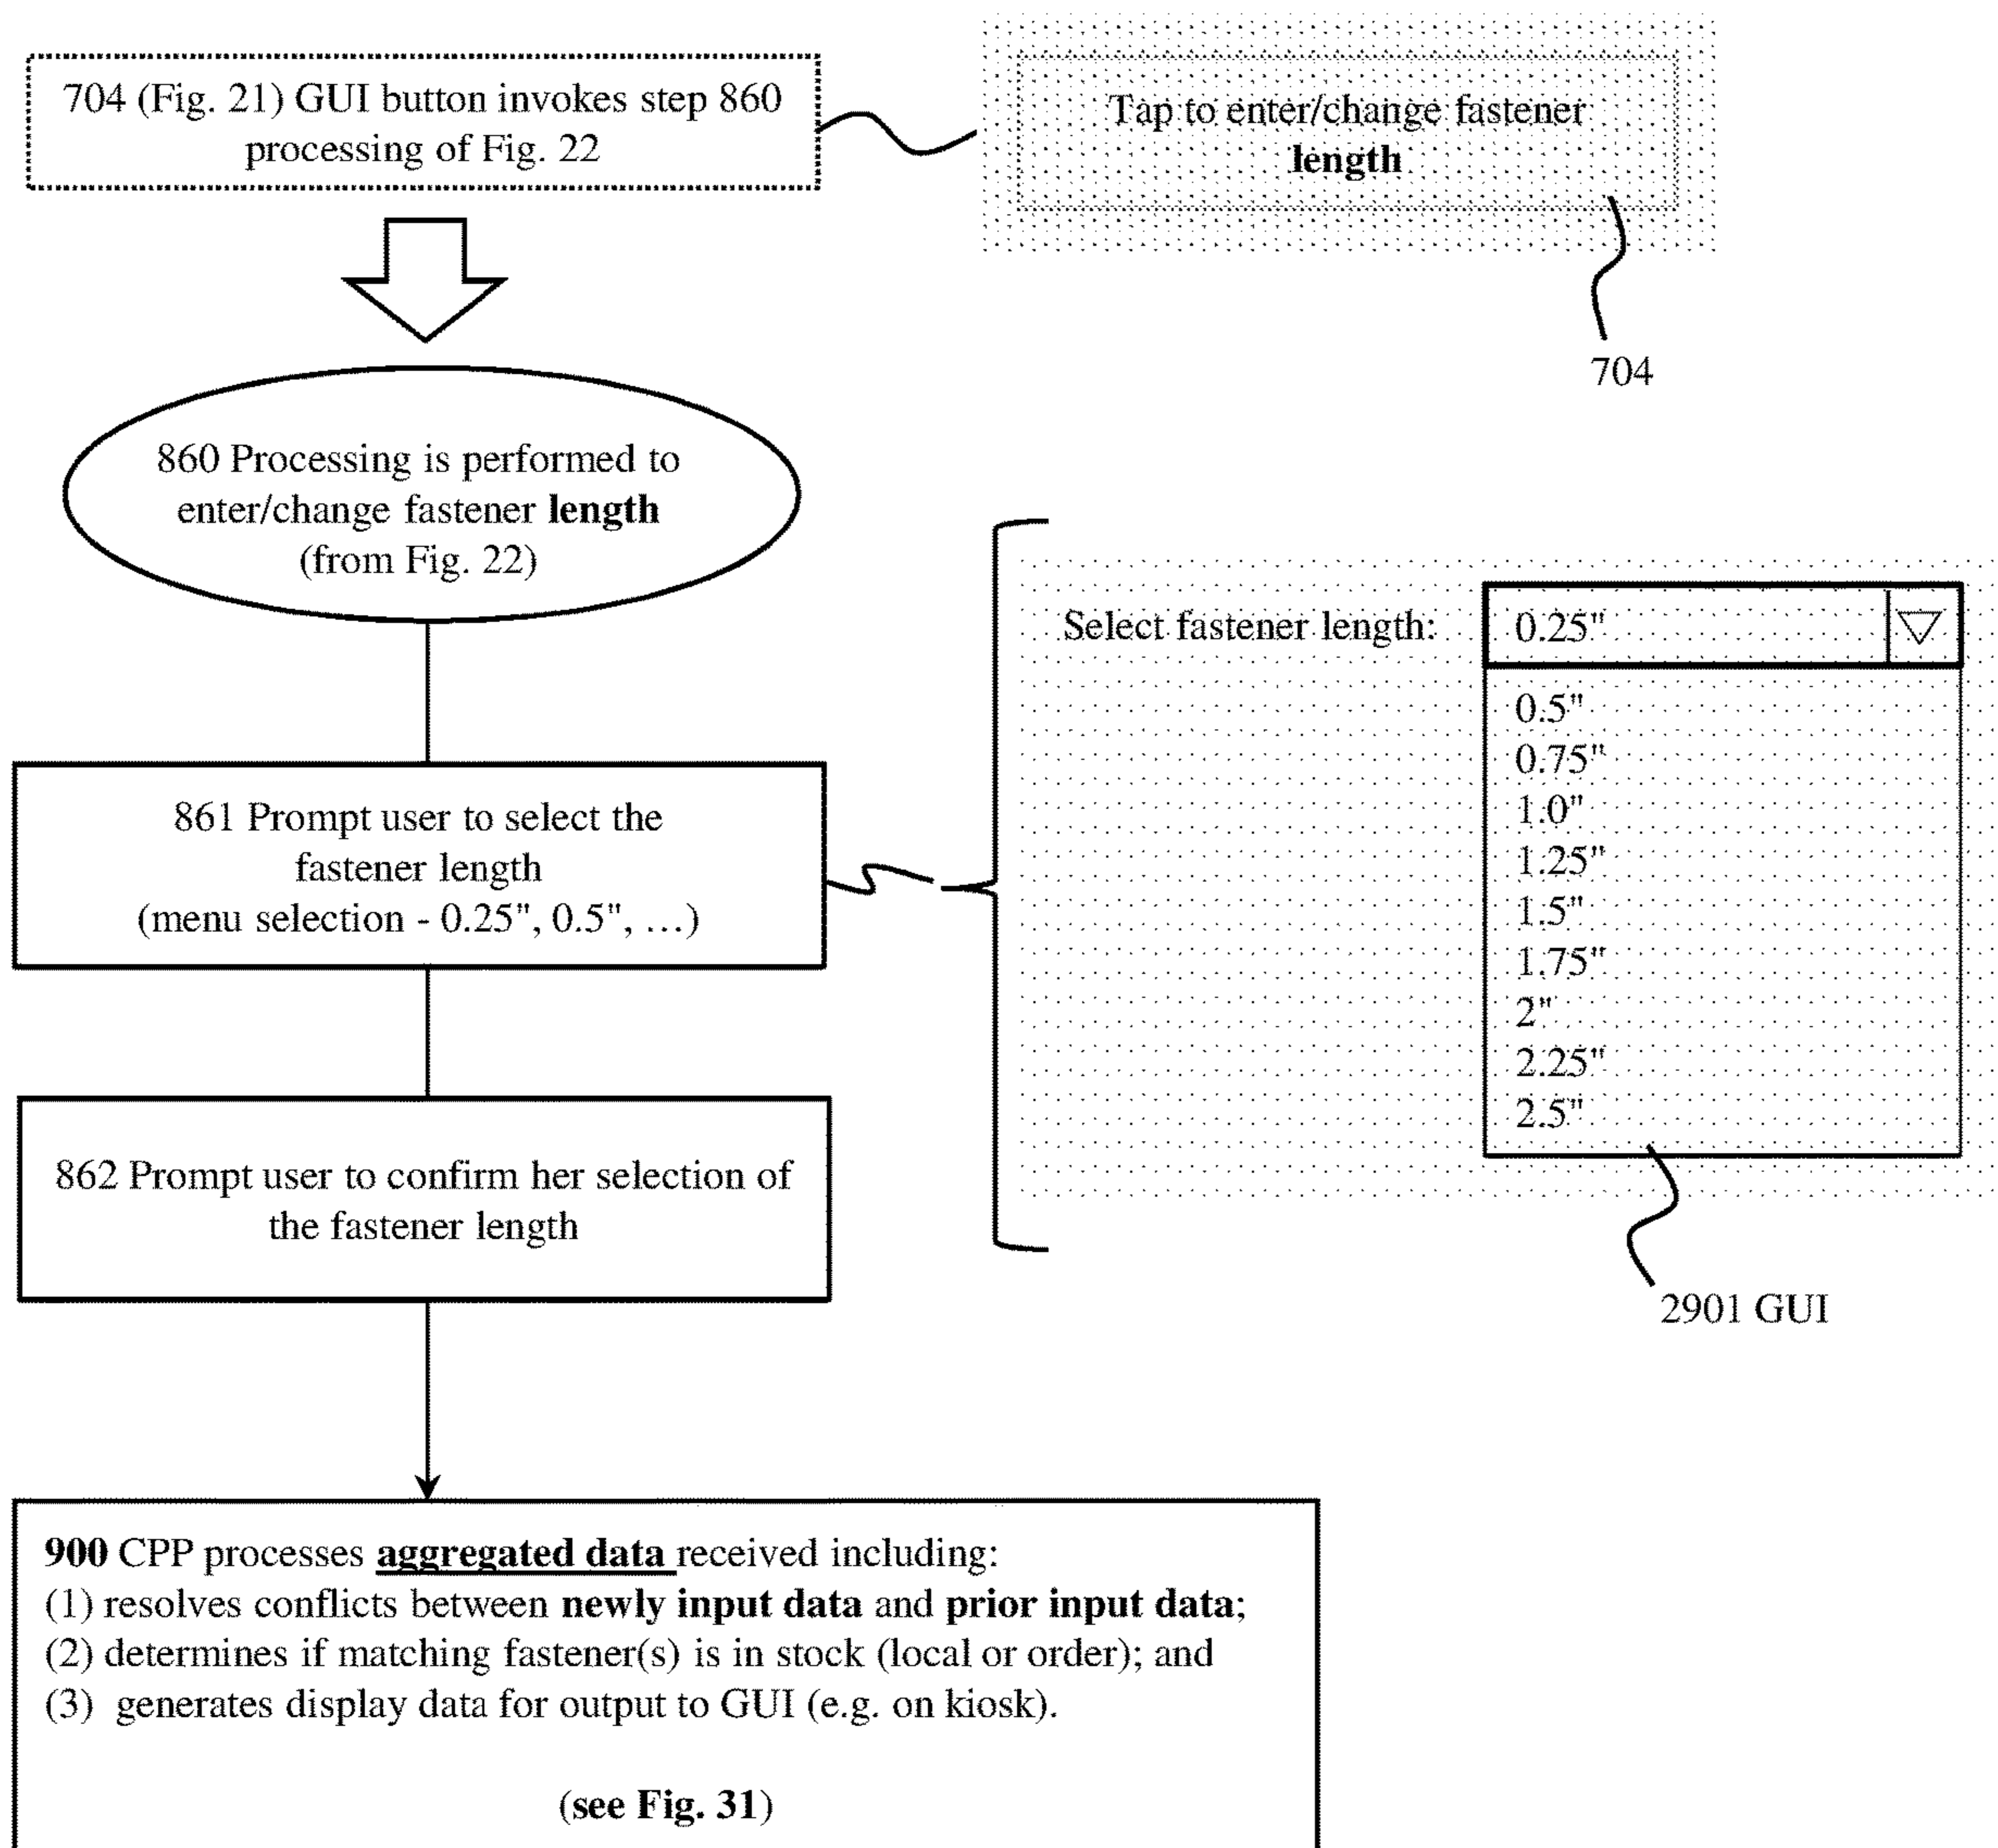 704 (Fig. 21) GUI button invokes step 860
processing of Fig. 22
Tap to enter/change fastener
length
704
860 Processing is performed to
enter/change fastener length
(from Fig. 22)
861 Prompt user to select the
fastener length
(menu selection - 0.25", 0.5", …)
Select fastener length:
0.25"
0.5"
0.75"
1.0"
1.25"
1.5"
1.75"
2"
2.25"
2.5"
2901 GUI
862 Prompt user to confirm her selection of
the fastener length
900 CPP processes aggregated data received including:
(1) resolves conflicts between newly input data and prior input data;
(2) determines if matching fastener(s) is in stock (local or order); and
(3) generates display data for output to GUI (e.g. on kiosk).
(see Fig. 31)